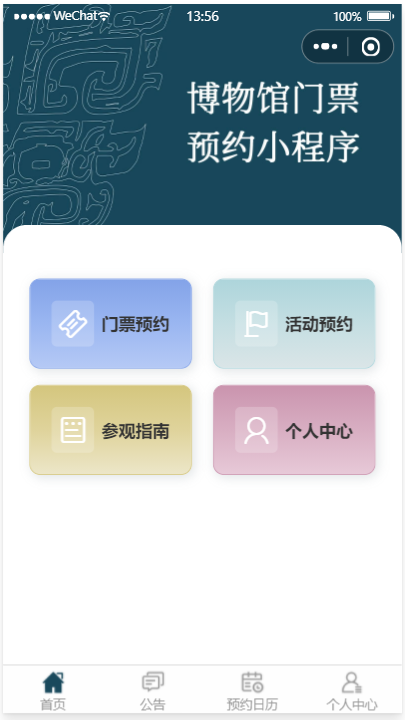 WeChat 13:56 100%
博物馆门票
预约小程序
门票预约 活动预约
参观指南 个人中心
首页 公告 预约日历 个人中心